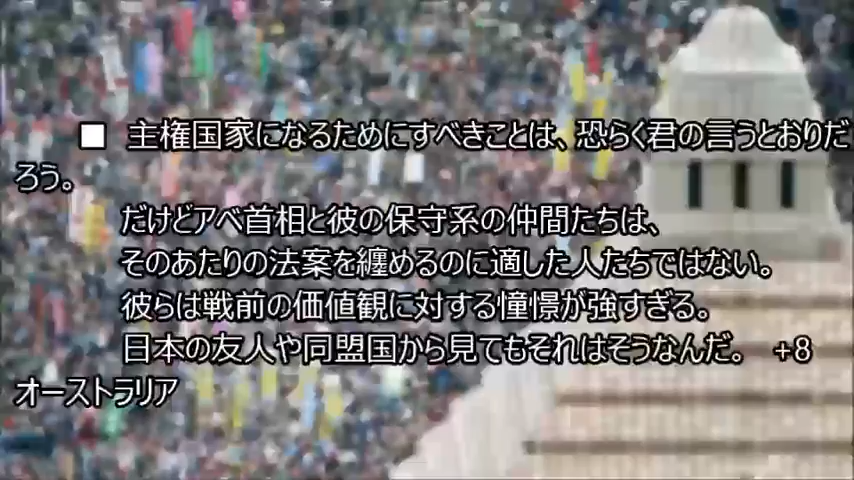 ■ 主権国家になるためにすべきことは、恐らく君の言うとおりだ
ろう。
だけどアベ首相と彼の保守系の仲間たちは、
そのあたりの法案を纏めるのに適した人たちではない。
彼らは戦前の価値観に対する憧憬が強すぎる。
日本の友人や同盟国から見てもそれはそうなんだ。 +8
オーストラリア